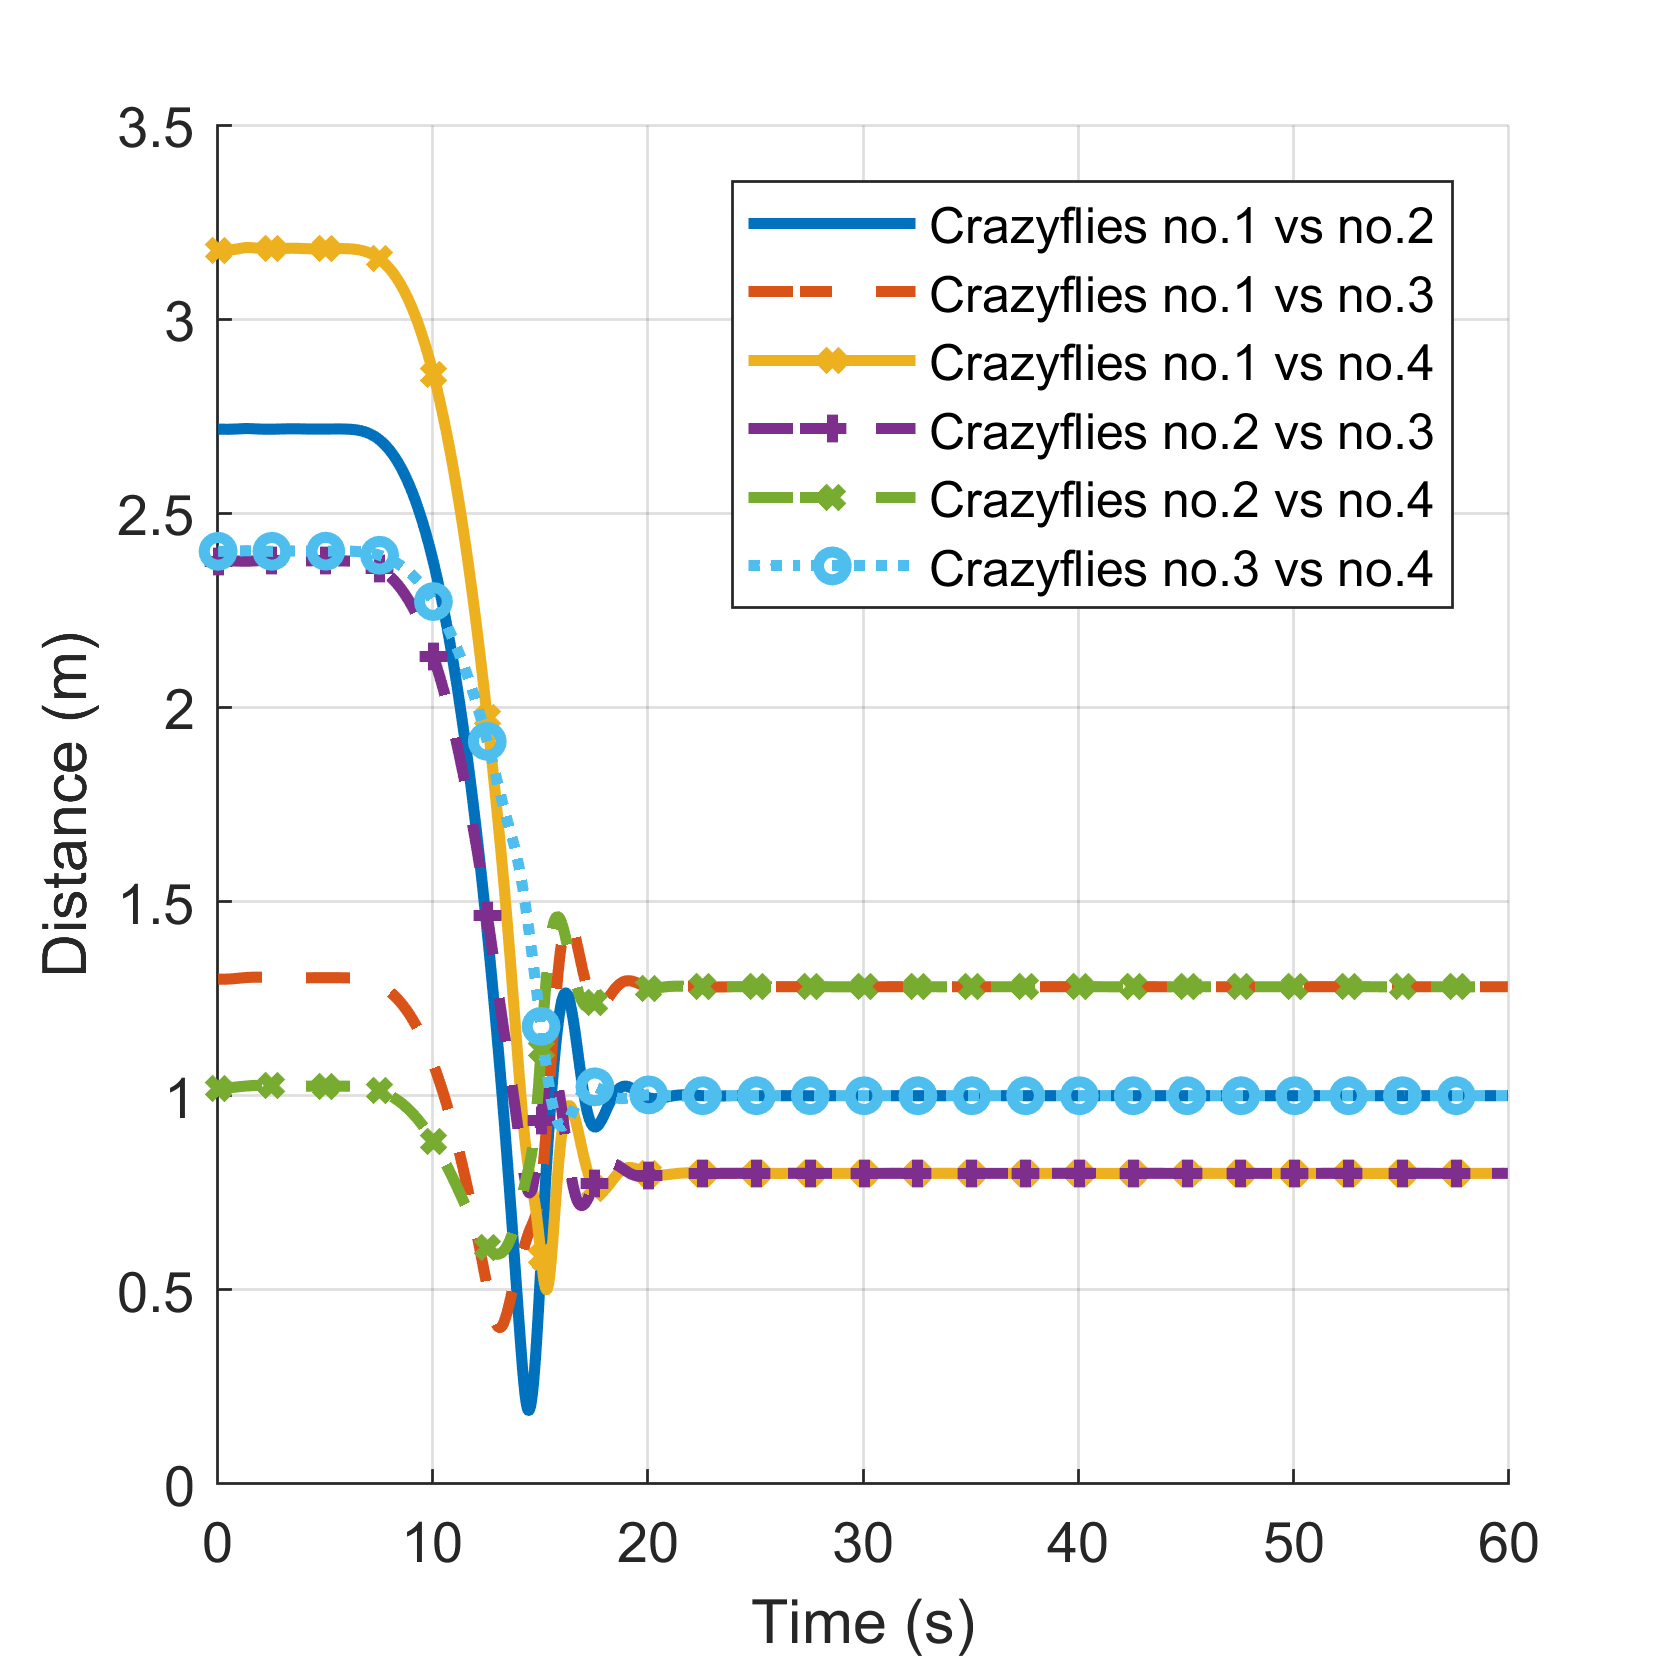 3.5
3
2.5
2
1.5
1
0.5
0
Distance (m)
Crazyflies no.1 vs no.2
Crazyflies no.1 vs no.3
Crazyflies no.1 vs no.4
Crazyflies no.2 vs no.3
Crazyflies no.2 vs no.4
Crazyflies no.3 vs no.4
0 10 20 30 40 50 60
Time (s)